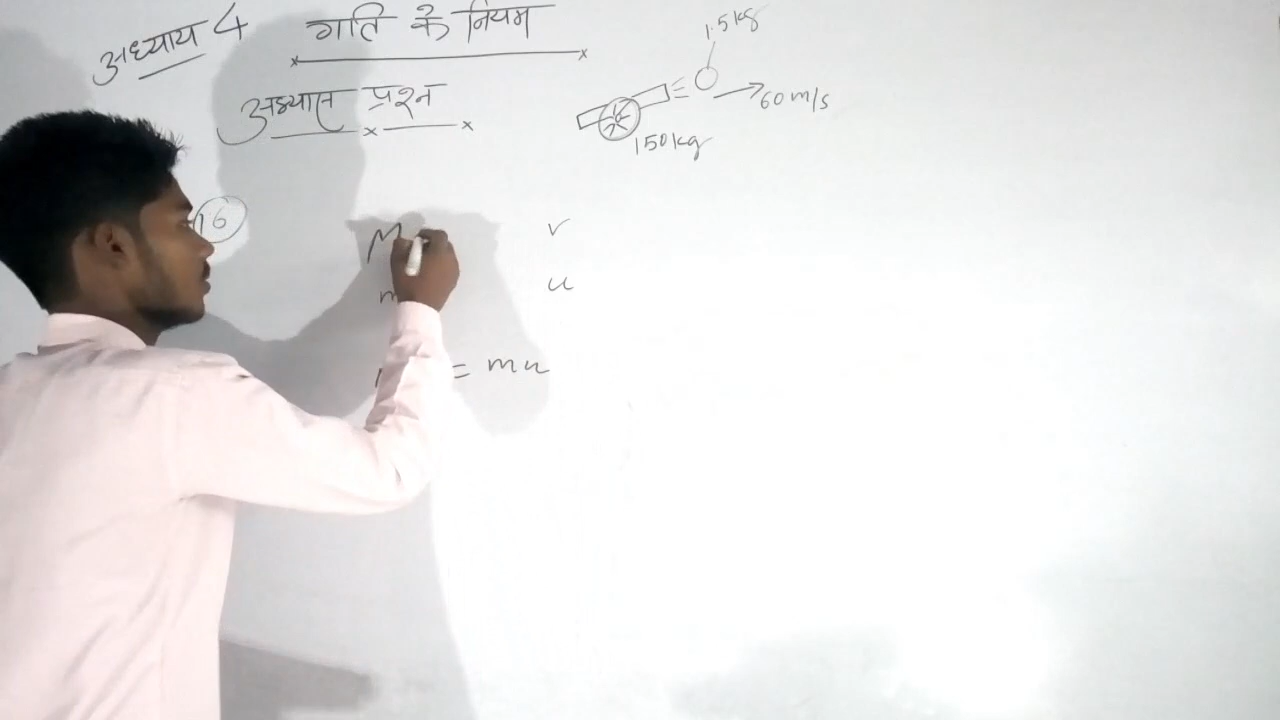 अध्याय 4
गति के नियम
अभ्यास प्रश्न
1.5kg
60 m/s
150kg
16
M
v
m
u
= mu